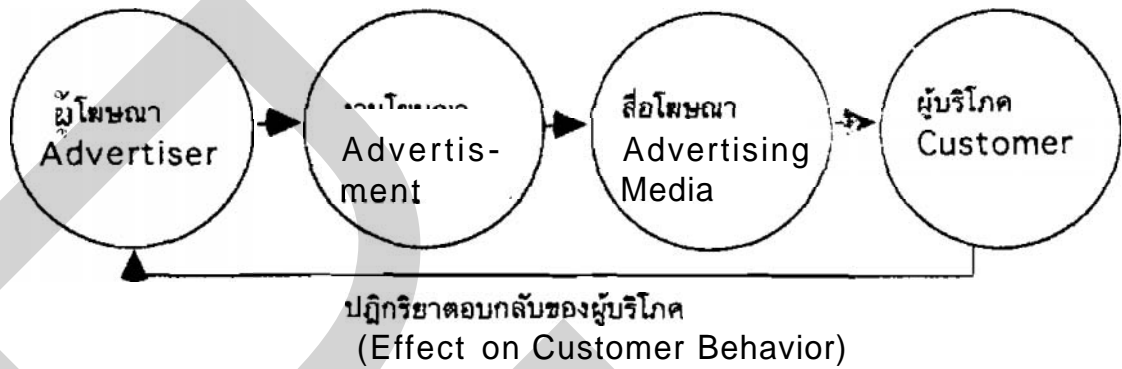 ผู้โฆษณา
Advertiser
Advertis-
ment
สื่อโฆษณา
Advertising
Media
ผู้บริโภค
Customer
ปฏิกริยาตอบกลับของผู้บริโภค
(Effect on Customer Behavior)